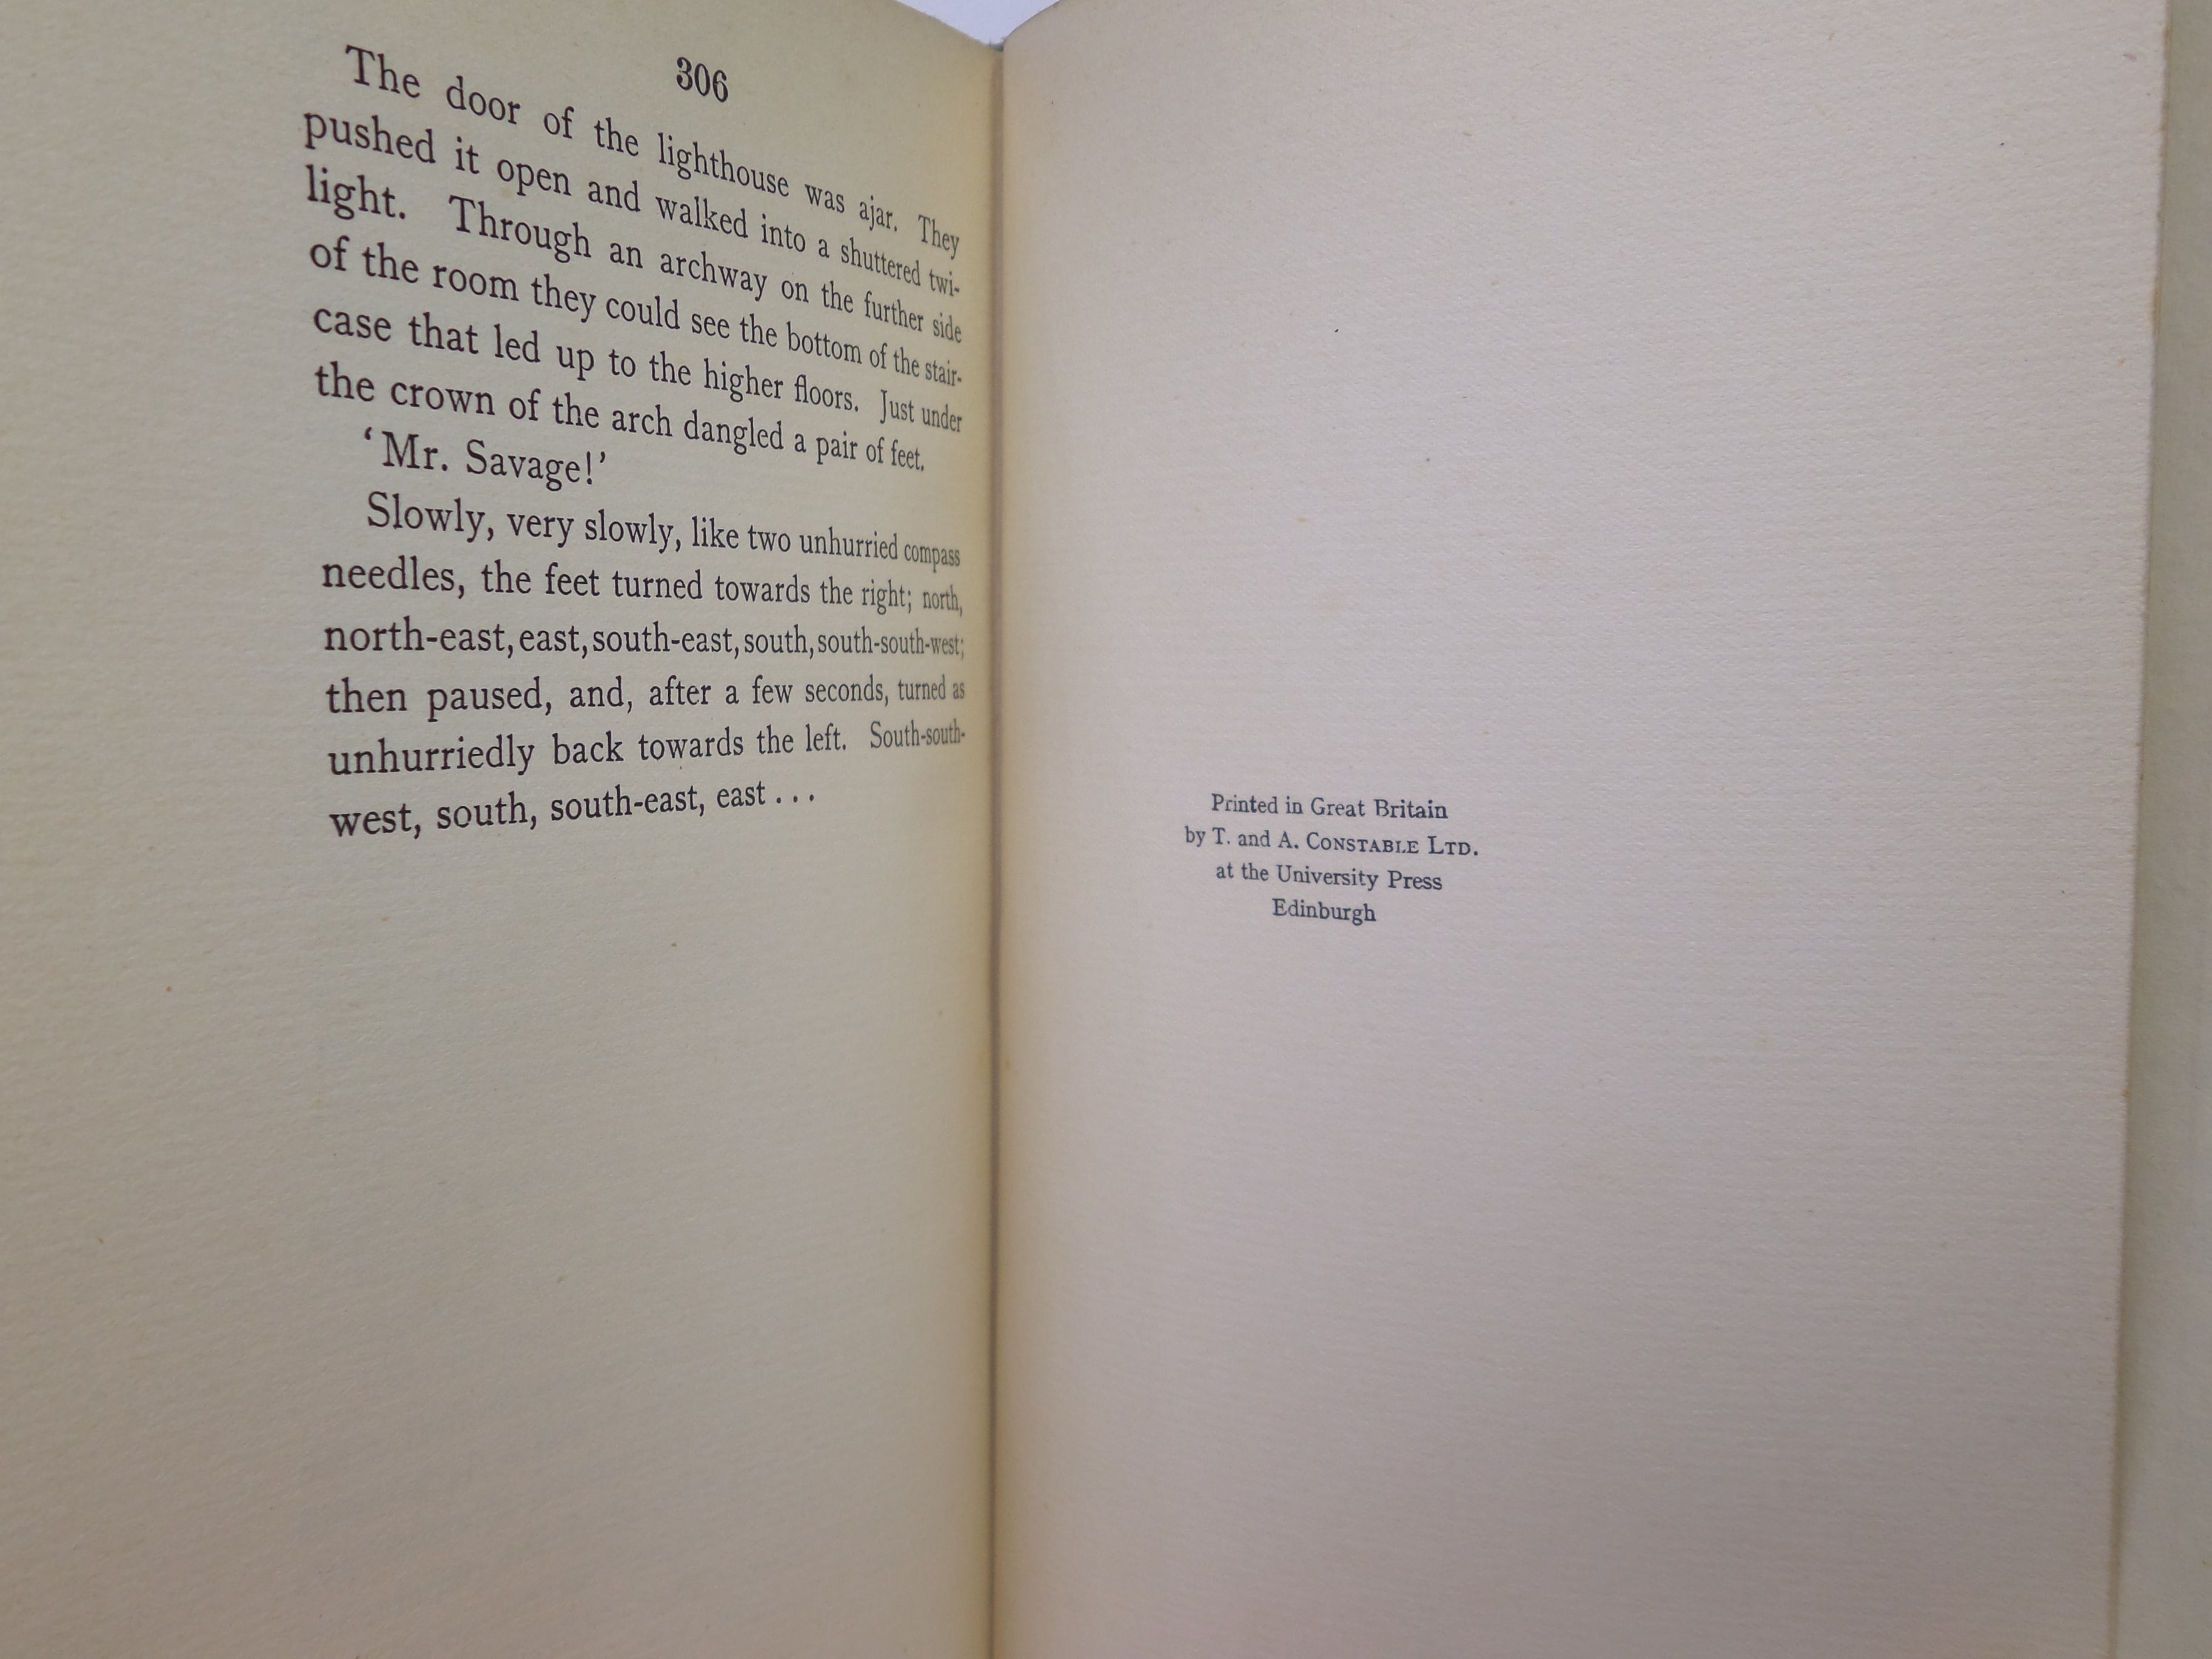 306
The door of the lighthouse was ajar. They
pushed it open and walked into a shuttered twi-
light. Through an archway on the further side
of the room they could see the bottom of the stair-
case that led up to the higher floors. Just under
the crown of the arch dangled a pair of feet.
‘Mr. Savage!’
Slowly, very slowly, like two unhurried compass
needles, the feet turned towards the right; north,
north-east, east, south-east, south, south-south-west;
then paused, and, after a few seconds, turned as
unhurriedly back towards the left. South-south-
west, south, south-east, east . . .
Printed in Great Britain
by T. and A. CONSTABLE LTD.
at the University Press
Edinburgh